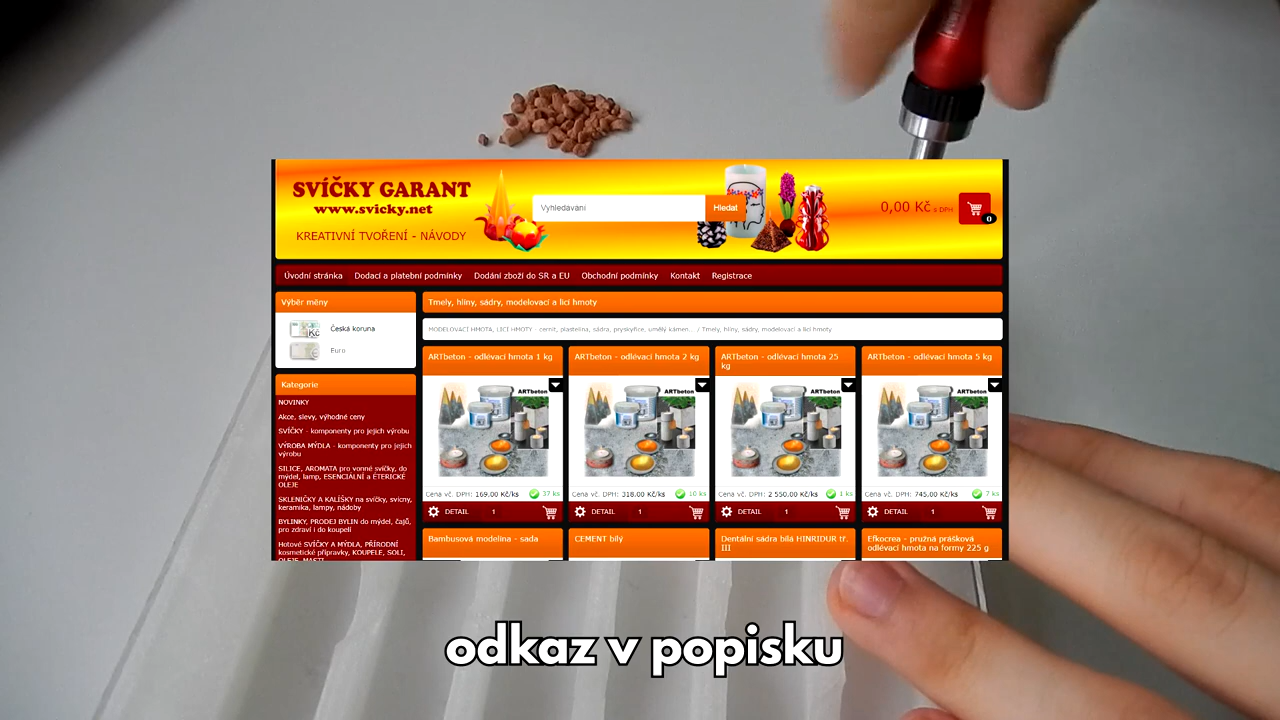 SVÍČKY GARANT
www.svicky.net
KREATIVNÍ TVOŘENÍ - NÁVODY
Vyhledávání
Hledat
0,00 Kč s DPH
0
Úvodní stránka Dodací a platební podmínky Dodání zboží do SR a EU Obchodní podmínky Kontakt Registrace
Výběr měny
Kč Česká koruna
Euro
Kategorie
NOVINKY
Akce, slevy, výhodné ceny
SVÍČKY - komponenty pro jejich výrobu
VÝROBA MÝDLA - komponenty pro jejich
výrobu
SILICE, AROMATA pro vonné svíčky, do
mýdel, lamp, ESENCIÁLNÍ a ÉTERICKÉ
OLEJE
SKLENIČKY A KALÍŠKY na svíčky, svícny,
keramika, lampy, nádoby
BYLINKY, PRODEJ BYLIN do mýdel, čajů,
pro zdraví i do koupelí
Hotové SVÍČKY A MÝDLA, PŘÍRODNÍ
kosmetické přípravky, KOUPELE, SOLI,
Tmely, hlíny, sádry, modelovací a licí hmoty
MODELOVACÍ HMOTA, LICÍ HMOTY - cernit, plastelína, sádra, pryskyřice, umělý kámen... / Tmely, hlíny, sádry, modelovací a licí hmoty
ARTbeton - odlévací hmota 1 kg
ARTbeton
Cena vč. DPH: 169,00 Kč/ks 37 ks
DETAIL 1
ARTbeton - odlévací hmota 2 kg
ARTbeton
Cena vč. DPH: 318,00 Kč/ks 10 ks
DETAIL 1
ARTbeton - odlévací hmota 25
kg
ARTbeton
Cena vč. DPH: 2 550,00 Kč/ks 1 ks
DETAIL 1
ARTbeton - odlévací hmota 5 kg
ARTbeton
Cena vč. DPH: 745,00 Kč/ks 7 ks
DETAIL 1
Bambusová modelína - sada
CEMENT bílý
Dentální sádra bílá HINRIDUR tř.
III
Efkocrea - pružná prášková
odlévací hmota na formy 225 g
odkaz v popisku